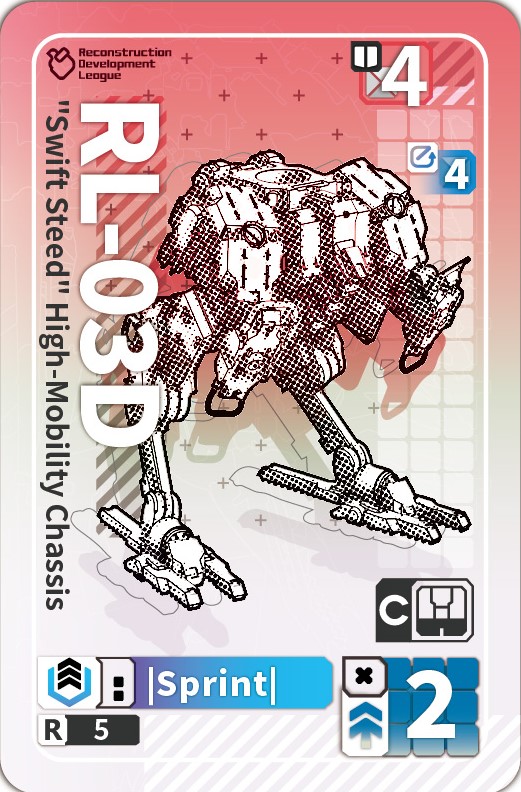 Reconstruction
Development
League
4
4
RL-03D
"Swift Steed" High-Mobility Chassis
C
: |Sprint|
2
R 5